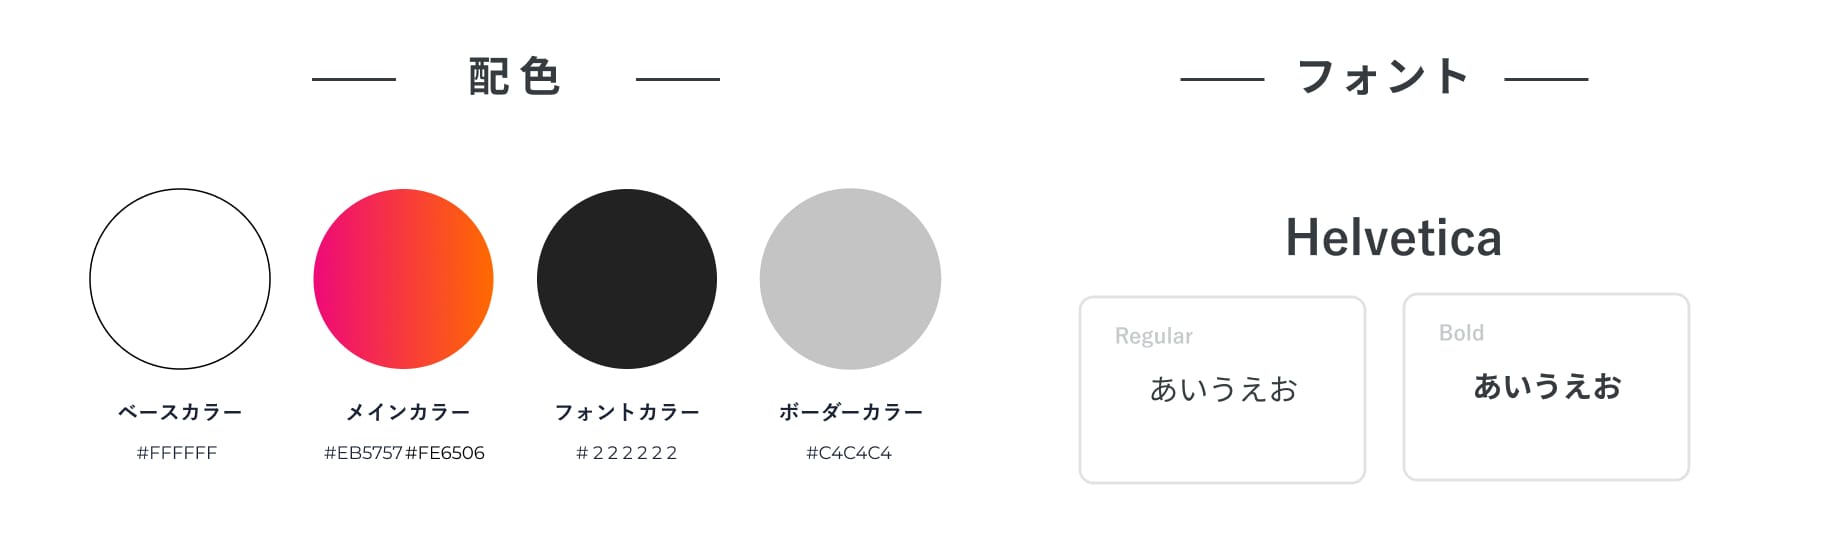 配色
ベースカラー
#FFFFFF
メインカラー
#EB5757 #FE6506
フォントカラー
#222222
ボーダーカラー
#C4C4C4
フォント
Helvetica
Regular
あいうえお
Bold
あいうえお